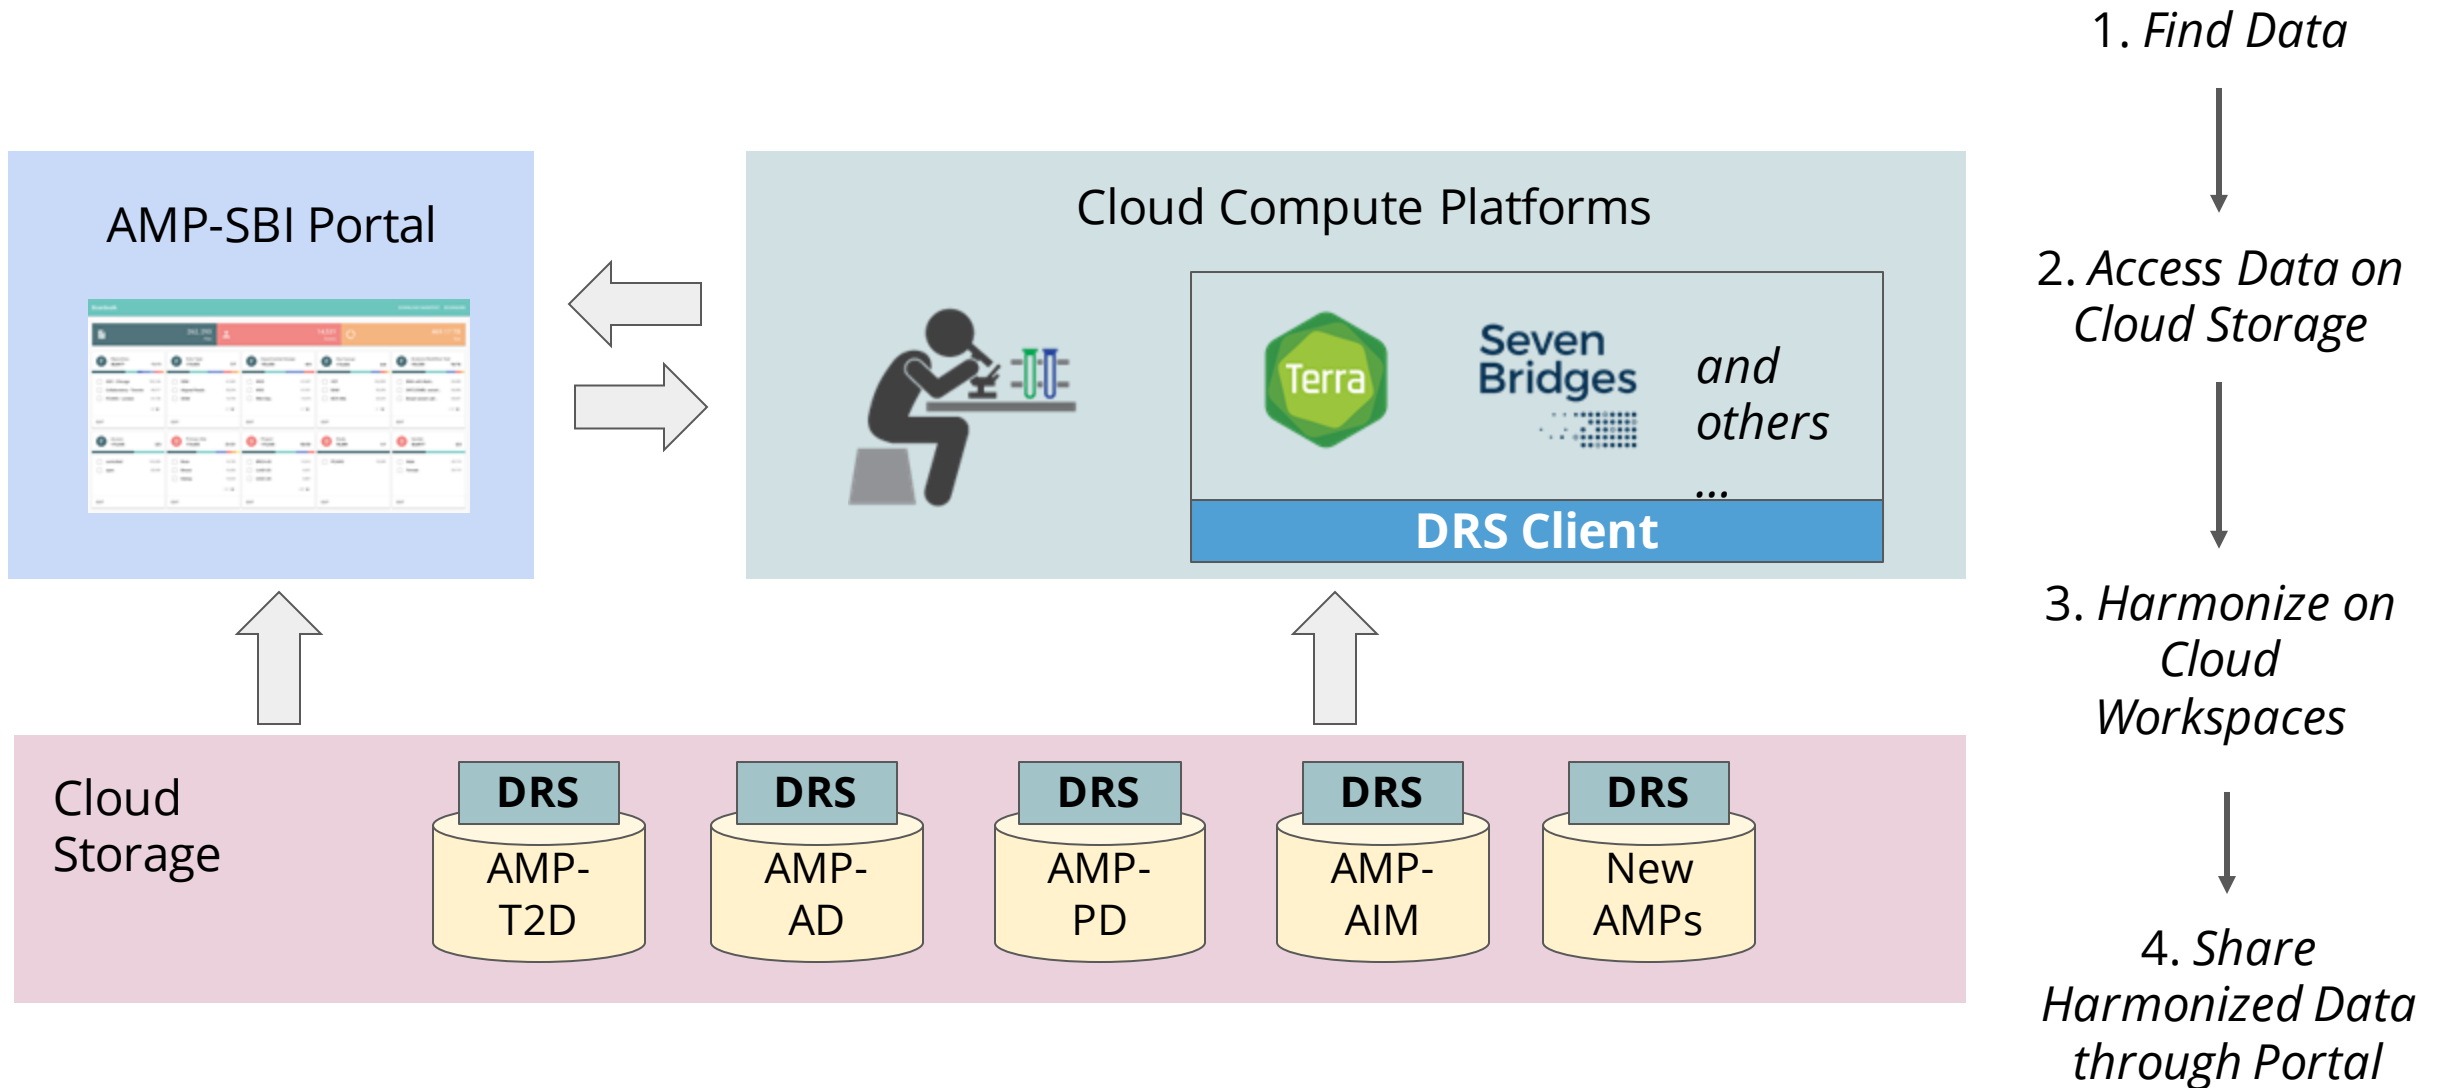 1. Find Data
AMP-SBI Portal
Cloud Compute Platforms
2. Access Data on
Cloud Storage
Terra
Seven
Bridges
and
others
...
DRS Client
3. Harmonize on
Cloud
Workspaces
Cloud
Storage
DRS
AMP-
T2D
DRS
AMP-
AD
DRS
AMP-
PD
DRS
AMP-
AIM
DRS
New
AMPs
4. Share
Harmonized Data
through Portal